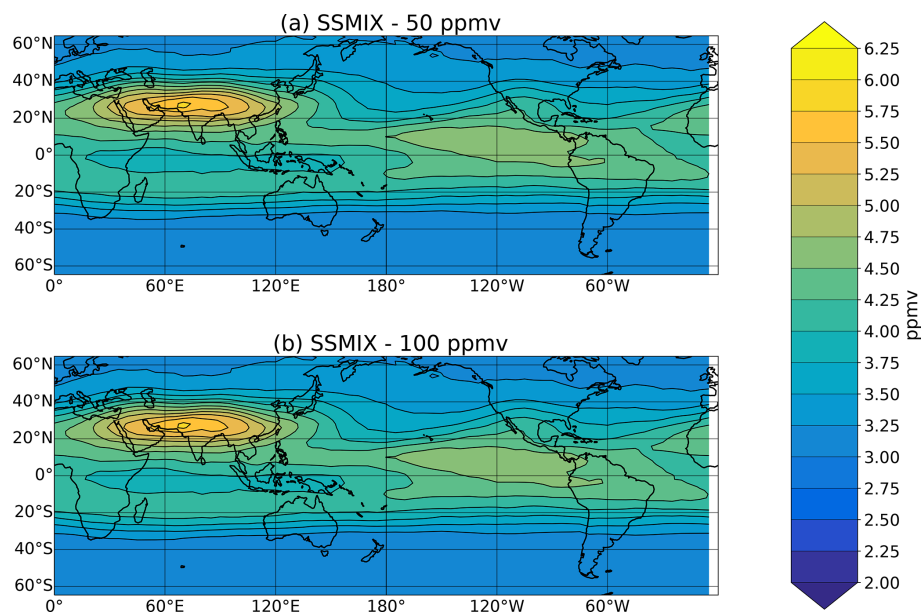 (a) SSMIX - 50 ppmv
60°N
40°N
20°N
0°
20°S
40°S
60°S
0° 60°E 120°E 180° 120°W 60°W
(b) SSMIX - 100 ppmv
60°N
40°N
20°N
0°
20°S
40°S
60°S
0° 60°E 120°E 180° 120°W 60°W
6.25
6.00
5.75
5.50
5.25
5.00
4.75
4.50
4.25
4.00
3.75
3.50
3.25
3.00
2.75
2.50
2.25
2.00
ppmv